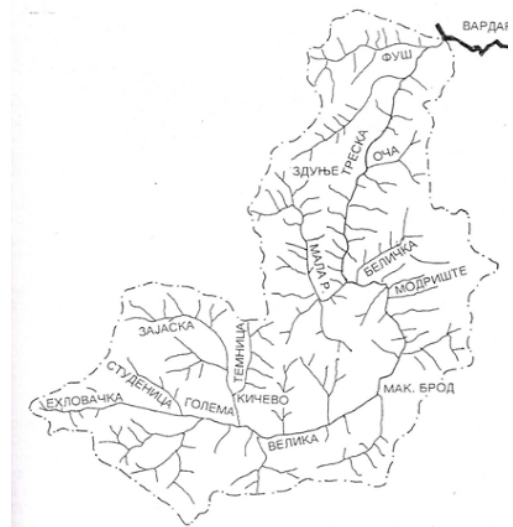 ВАРДАР
ФУШ
ТРЕСКА
ОЧА
ЗДУЊЕ
МАЛА Р.
БЕЛИЧКА
МОДРИШТЕ
ЗАЈАСКА
ТЕМНИЦА
СТУДЕНИЦА
МАК. БРОД
ЕХЛОВАЧКА
ГОЛЕМА
КИЧЕВО
ВЕЛИКА